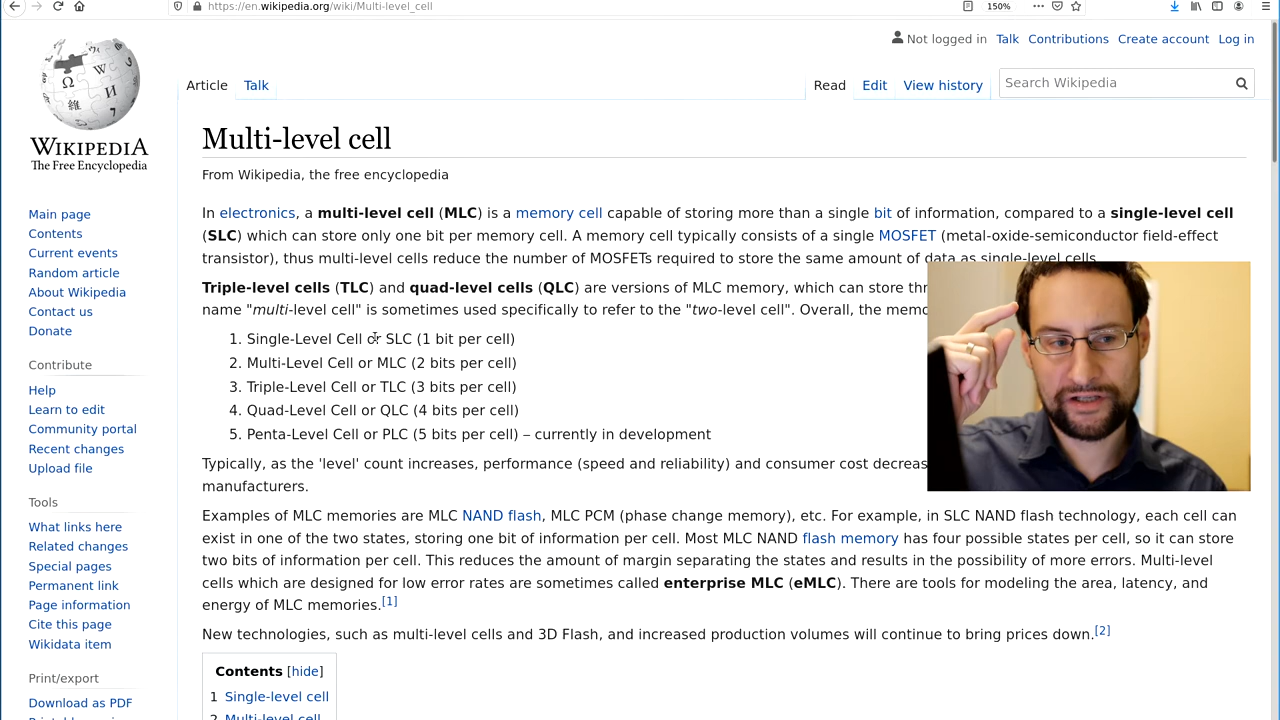 https://en.wikipedia.org/wiki/Multi-level_cell
150%
Not logged in Talk Contributions Create account Log in
Article Talk
Read Edit View history
Search Wikipedia
WIKIPEDIA
The Free Encyclopedia
Main page
Contents
Current events
Random article
About Wikipedia
Contact us
Donate
Contribute
Help
Learn to edit
Community portal
Recent changes
Upload file
Tools
What links here
Related changes
Special pages
Permanent link
Page information
Cite this page
Wikidata item
Print/export
Download as PDF
Multi-level cell
From Wikipedia, the free encyclopedia
In electronics, a multi-level cell (MLC) is a memory cell capable of storing more than a single bit of information, compared to a single-level cell
(SLC) which can store only one bit per memory cell. A memory cell typically consists of a single MOSFET (metal-oxide-semiconductor field-effect
transistor), thus multi-level cells reduce the number of MOSFETs required to store the same amount of data as single-level cells.
Triple-level cells (TLC) and quad-level cells (QLC) are versions of MLC memory, which can store
name "multi-level cell" is sometimes used specifically to refer to the "two-level cell". Overall, the
1. Single-Level Cell or SLC (1 bit per cell)
2. Multi-Level Cell or MLC (2 bits per cell)
3. Triple-Level Cell or TLC (3 bits per cell)
4. Quad-Level Cell or QLC (4 bits per cell)
5. Penta-Level Cell or PLC (5 bits per cell) – currently in development
Typically, as the 'level' count increases, performance (speed and reliability) and consumer cost
manufacturers.
Examples of MLC memories are MLC NAND flash, MLC PCM (phase change memory), etc. For example, in SLC NAND flash technology, each cell can
exist in one of the two states, storing one bit of information per cell. Most MLC NAND flash memory has four possible states per cell, so it can store
two bits of information per cell. This reduces the amount of margin separating the states and results in the possibility of more errors. Multi-level
cells which are designed for low error rates are sometimes called enterprise MLC (eMLC). There are tools for modeling the area, latency, and
energy of MLC memories.[1]
New technologies, such as multi-level cells and 3D Flash, and increased production volumes will continue to bring prices down.[2]
Contents [hide]
1 Single-level cell
2 Multi-level cell